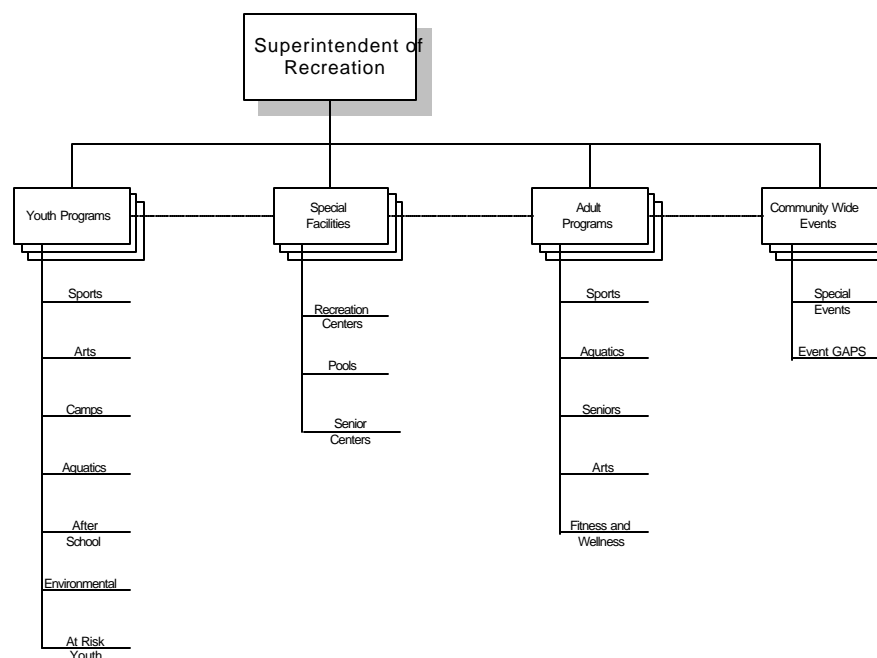 Superintendent of
Recreation
Youth Programs
Special
Facilities
Adult
Programs
Community Wide
Events
Sports
Arts
Camps
Aquatics
After
School
Environmental
At Risk
Youth
Recreation
Centers
Pools
Senior
Centers
Sports
Aquatics
Seniors
Arts
Fitness and
Wellness
Special
Events
Event GAPS